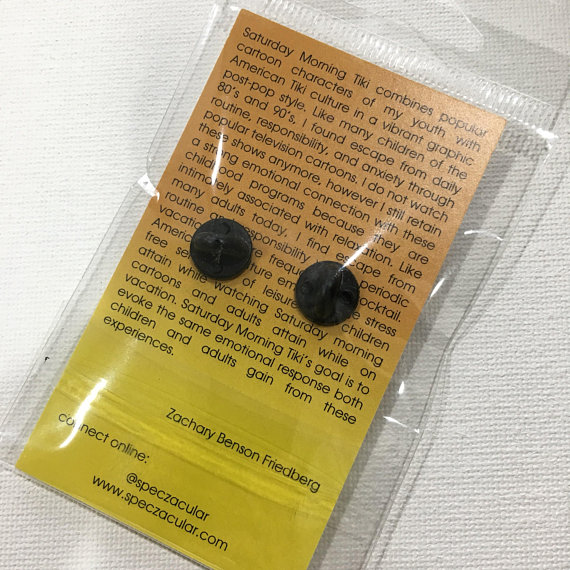 Saturday Morning Tiki combines popular
cartoon characters of my youth with
American Tiki culture in a vibrant graphic
post-pop style. Like many children of the
80's and 90's, I found escape from daily
routine, responsibility, and anxiety through
popular television cartoons. I do not watch
these shows anymore, however I still retain
a strong emotional connection with these
childhood programs because they are
intimately associated with relaxation. Like
many adults today, I find escape from
routine responsibility periodic
cocktail.
stress
free of children
attain while watching Saturday morning
cartoons and adults attain while on
vacation. Saturday Morning Tiki's goal is to
evoke the same emotional response both
children and adults gain from these
experiences.
Zachary Benson Friedberg
connect online:
@speczacular
www.speczacular.com